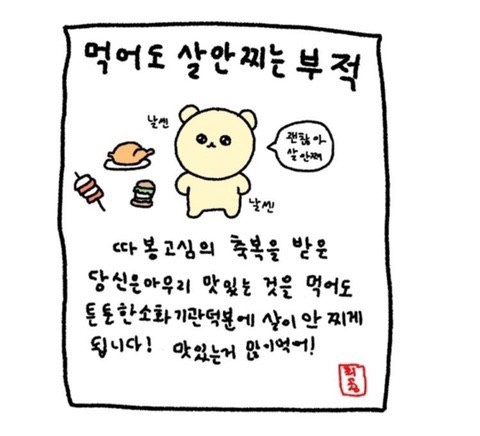 먹어도 살안찌는 부적
날씬
괜찮아
살안쪄
날씬
따봉고심의 축복을 받은
당신은아무리 맛있는 것을 먹어도
튼튼한소화기관덕분에 살이 안 찌게
됩니다! 맛있는거 많이먹어!